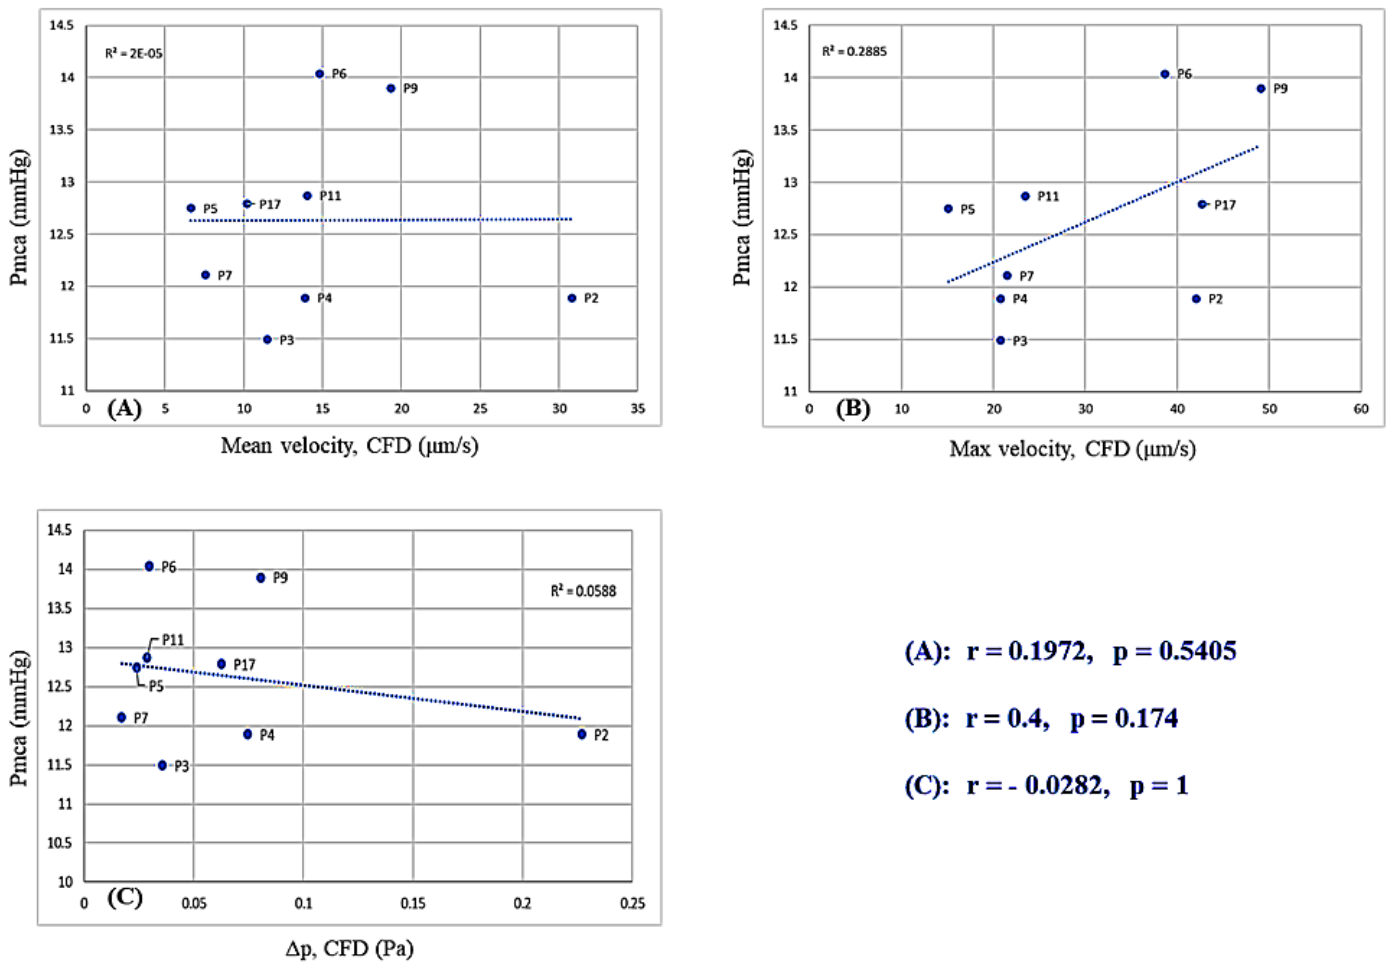 14.5
R² = 2E-05
14
P6
P9
13.5
Pmca (mmHg)
13
P11
P5
P17
12.5
P7
12
P4
P2
11.5
P3
11
0 5 10 15 20 25 30 35
(A)
Mean velocity, CFD (μm/s)
14.5
R² = 0.2885
14
P6
P9
13.5
Pmca (mmHg)
13
P11
P5
P17
12.5
P7
12
P4
P2
11.5
P3
11
0 10 20 30 40 50 60
(B)
Max velocity, CFD (μm/s)
14.5
14
P6
P9
R² = 0.0588
13.5
Pmca (mmHg)
13
P11
P17
12.5
P5
P7
12
P4
P2
11.5
P3
11
10.5
10
0 0.05 0.1 0.15 0.2 0.25
(C)
Δp, CFD (Pa)
(A): r = 0.1972, p = 0.5405
(B): r = 0.4, p = 0.174
(C): r = - 0.0282, p = 1